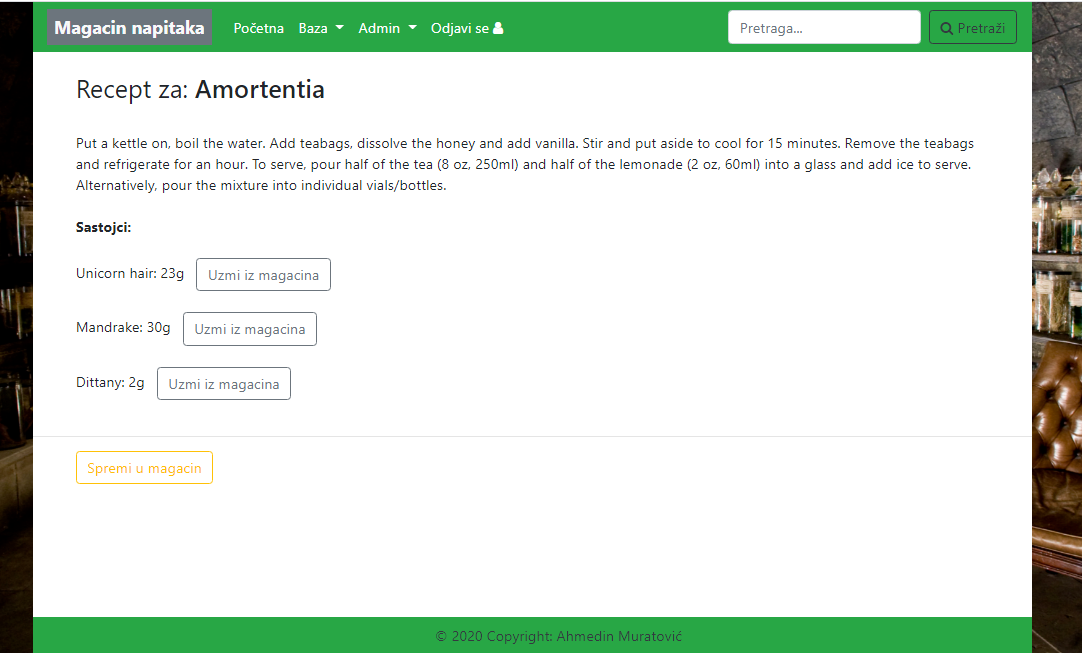 Magacin napitaka Početna Baza Admin Odjavi se Pretraga... Pretraži
Recept za: Amortentia
Put a kettle on, boil the water. Add teabags, dissolve the honey and add vanilla. Stir and put aside to cool for 15 minutes. Remove the teabags
and refrigerate for an hour. To serve, pour half of the tea (8 oz, 250ml) and half of the lemonade (2 oz, 60ml) into a glass and add ice to serve.
Alternatively, pour the mixture into individual vials/bottles.
Sastojci:
Unicorn hair: 23g Uzmi iz magacina
Mandrake: 30g Uzmi iz magacina
Dittany: 2g Uzmi iz magacina
Spremi u magacin
© 2020 Copyright: Ahmedin Muratović